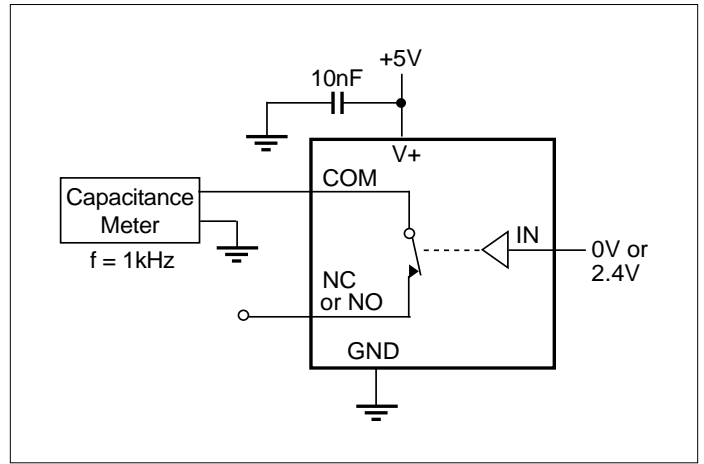 +5V
10nF
V+
COM
Capacitance
Meter
f = 1kHz
IN
0V or
2.4V
NC
or NO
GND